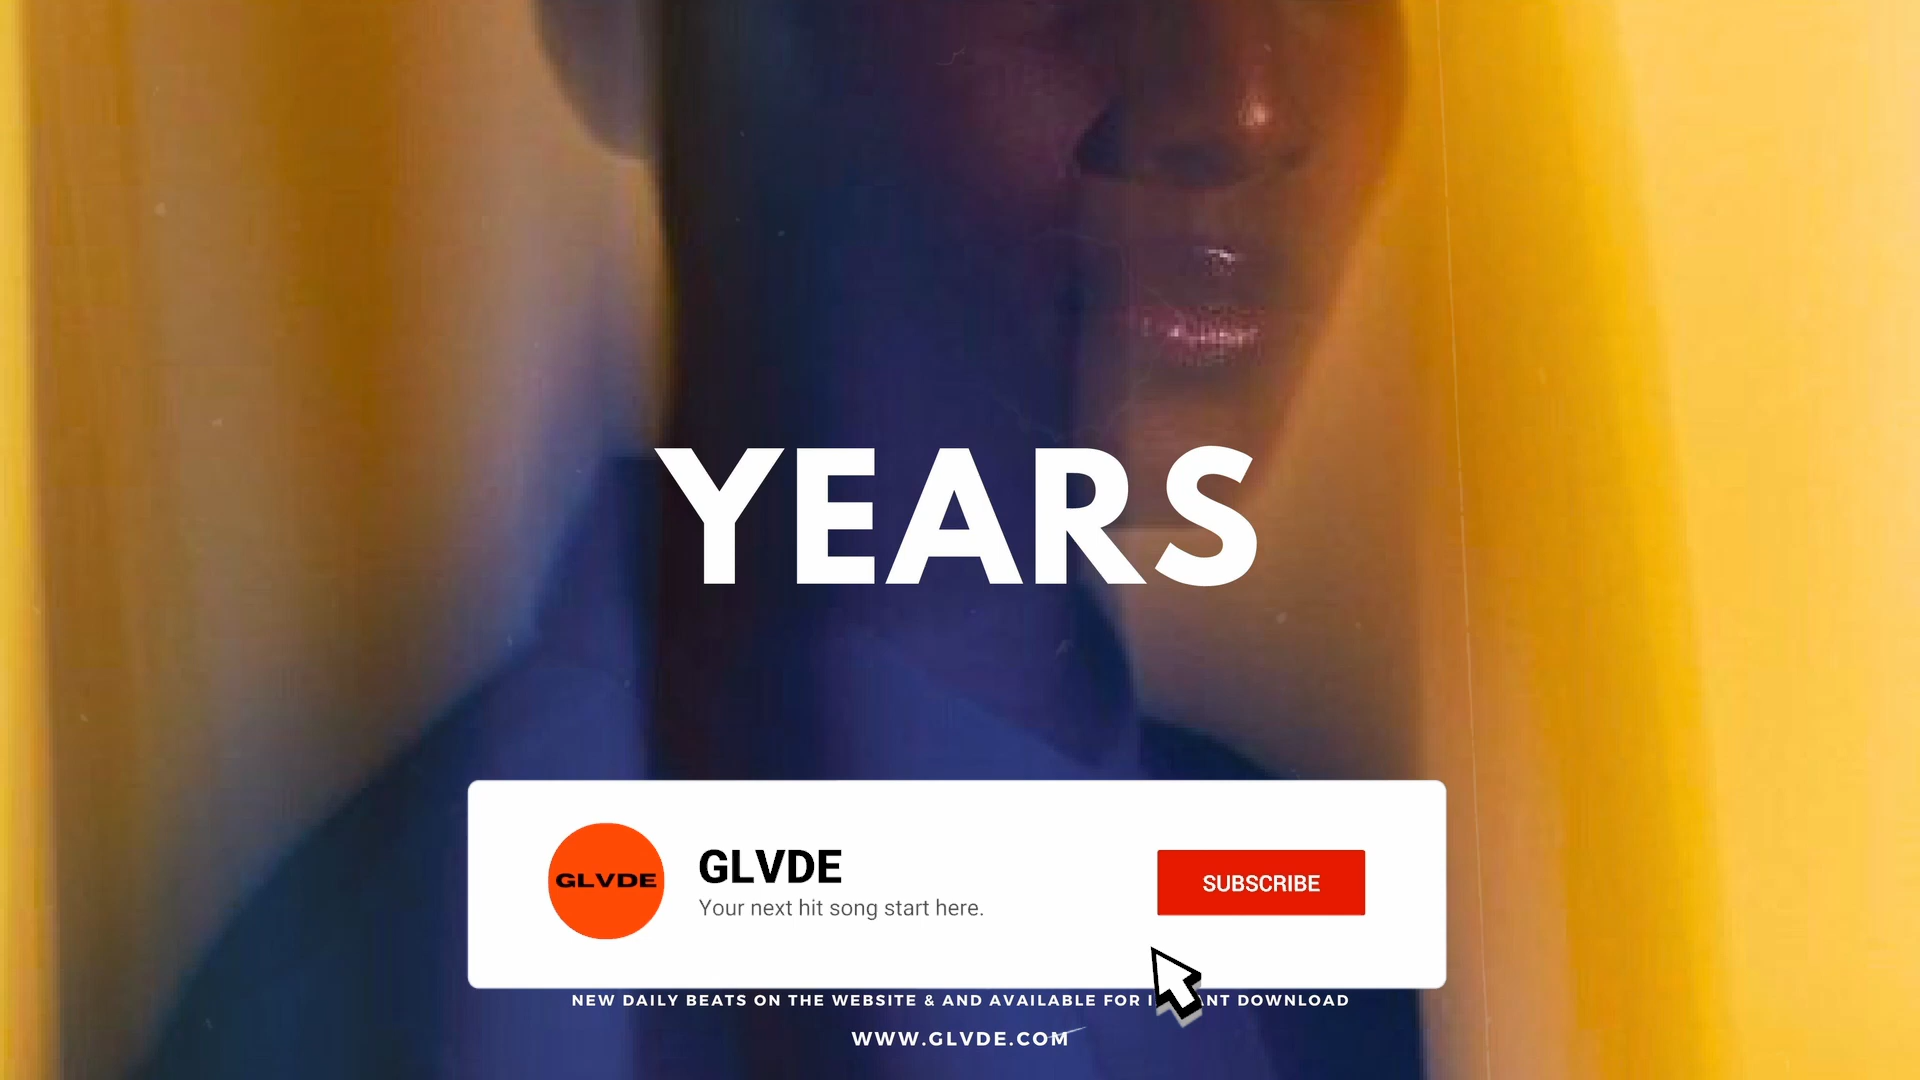 YEARS
GLVDE
GLVDE
Your next hit song start here.
SUBSCRIBE
NEW DAILY BEATS ON THE WEBSITE & AND AVAILABLE FOR DOWNLOAD
WWW.GLVDE.COM